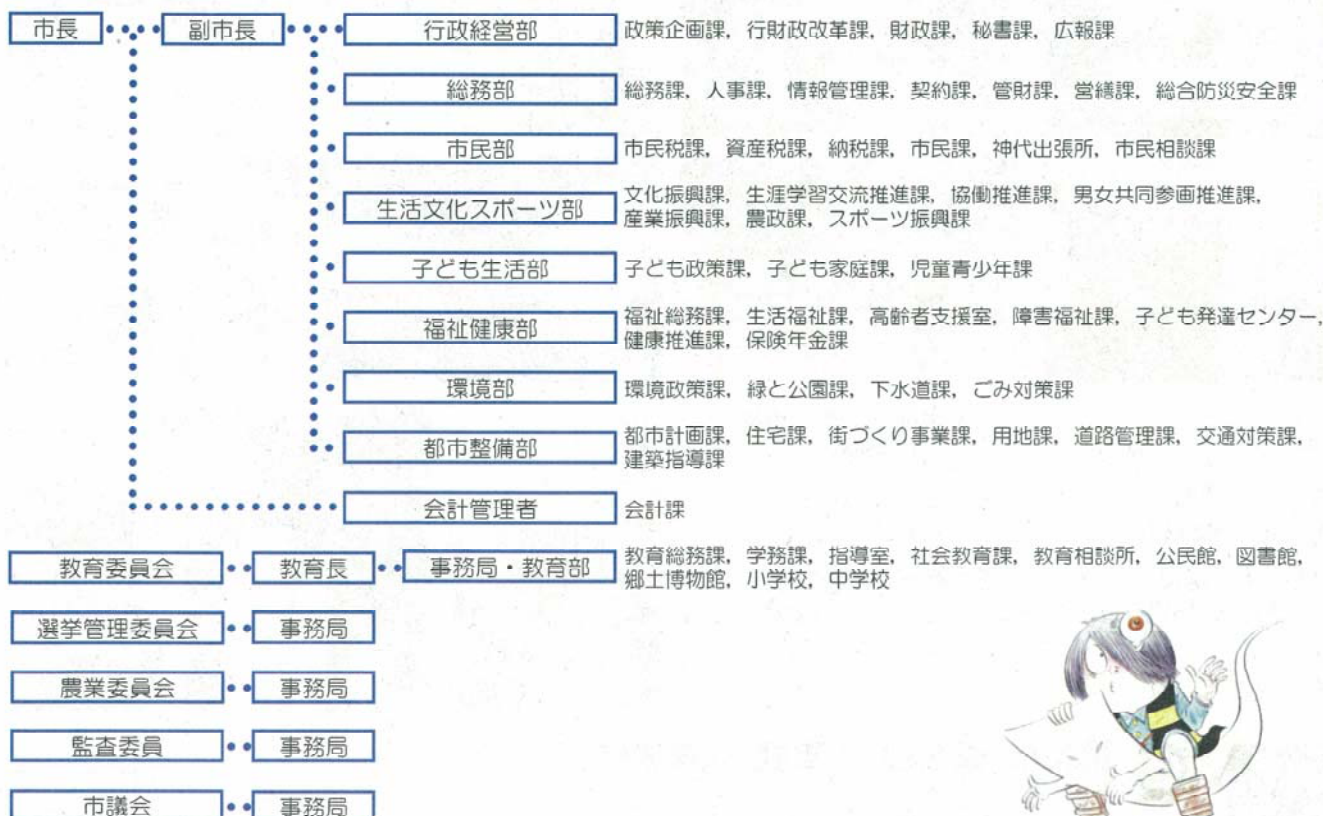 市長 副市長 行政経営部 政策企画課，行財政改革課，財政課，秘書課，広報課
総務部 総務課，人事課，情報管理課，契約課，管財課，営繕課，総合防災安全課
市民部 市民税課，資産税課，納税課，市民課，神代出張所，市民相談課
生活文化スポーツ部 文化振興課，生涯学習交流推進課，協働推進課，男女共同参画推進課，
産業振興課，農政課，スポーツ振興課
子ども生活部 子ども政策課，子ども家庭課，児童青少年課
福祉健康部 福祉総務課，生活福祉課，高齢者支援室，障害福祉課，子ども発達センター，
健康推進課，保険年金課
環境部 環境政策課，緑と公園課，下水道課，ごみ対策課
都市整備部 都市計画課，住宅課，街づくり事業課，用地課，道路管理課，交通対策課，
建築指導課
会計管理者 会計課
教育委員会 教育長 事務局・教育部 教育総務課，学務課，指導室，社会教育課，教育相談所，公民館，図書館，
郷土博物館，小学校，中学校
選挙管理委員会 事務局
農業委員会 事務局
監査委員 事務局
市議会 事務局